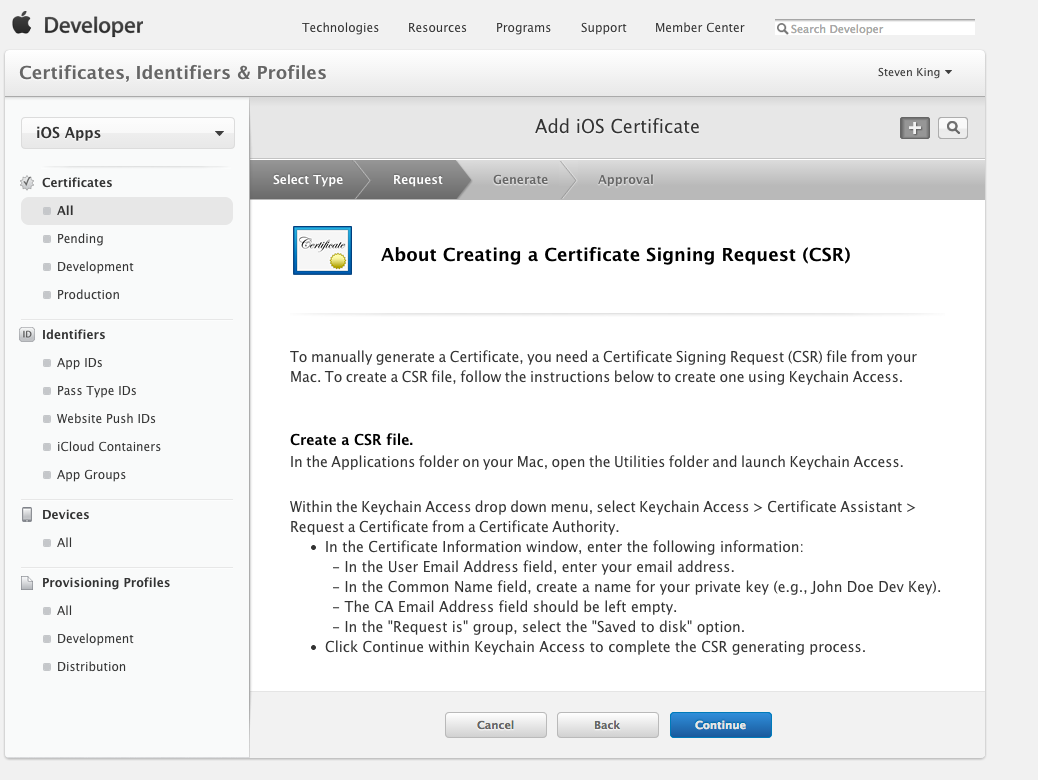 Developer
Technologies Resources Programs Support Member Center Search Developer
Certificates, Identifiers & Profiles Steven King
iOS Apps
Add iOS Certificate
Select Type Request Generate Approval
Certificates
All
Pending
Development
Production
ID Identifiers
App IDs
Pass Type IDs
Website Push IDs
iCloud Containers
App Groups
Devices
All
Provisioning Profiles
All
Development
Distribution
Certificate
About Creating a Certificate Signing Request (CSR)
To manually generate a Certificate, you need a Certificate Signing Request (CSR) file from your
Mac. To create a CSR file, follow the instructions below to create one using Keychain Access.
Create a CSR file.
In the Applications folder on your Mac, open the Utilities folder and launch Keychain Access.
Within the Keychain Access drop down menu, select Keychain Access > Certificate Assistant >
Request a Certificate from a Certificate Authority.
• In the Certificate Information window, enter the following information:
– In the User Email Address field, enter your email address.
– In the Common Name field, create a name for your private key (e.g., John Doe Dev Key).
– The CA Email Address field should be left empty.
– In the "Request is" group, select the "Saved to disk" option.
• Click Continue within Keychain Access to complete the CSR generating process.
Cancel Back Continue